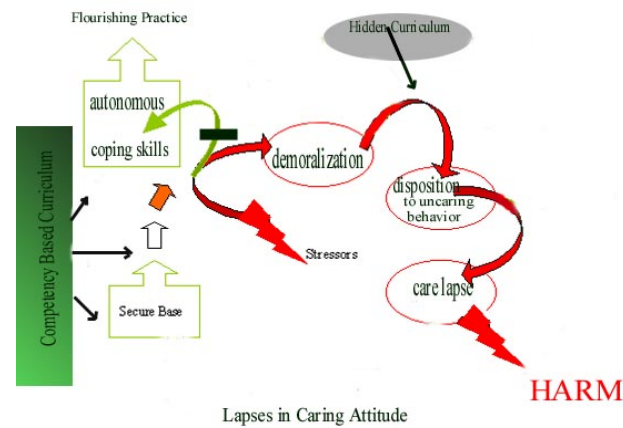 Flourishing Practice
Hidden Curriculum
autonomous
coping skills
demoralization
disposition
to uncaring
behavior
Competency Based Curriculum
Stressors
care lapse
Secure Base
HARM
Lapses in Caring Attitude